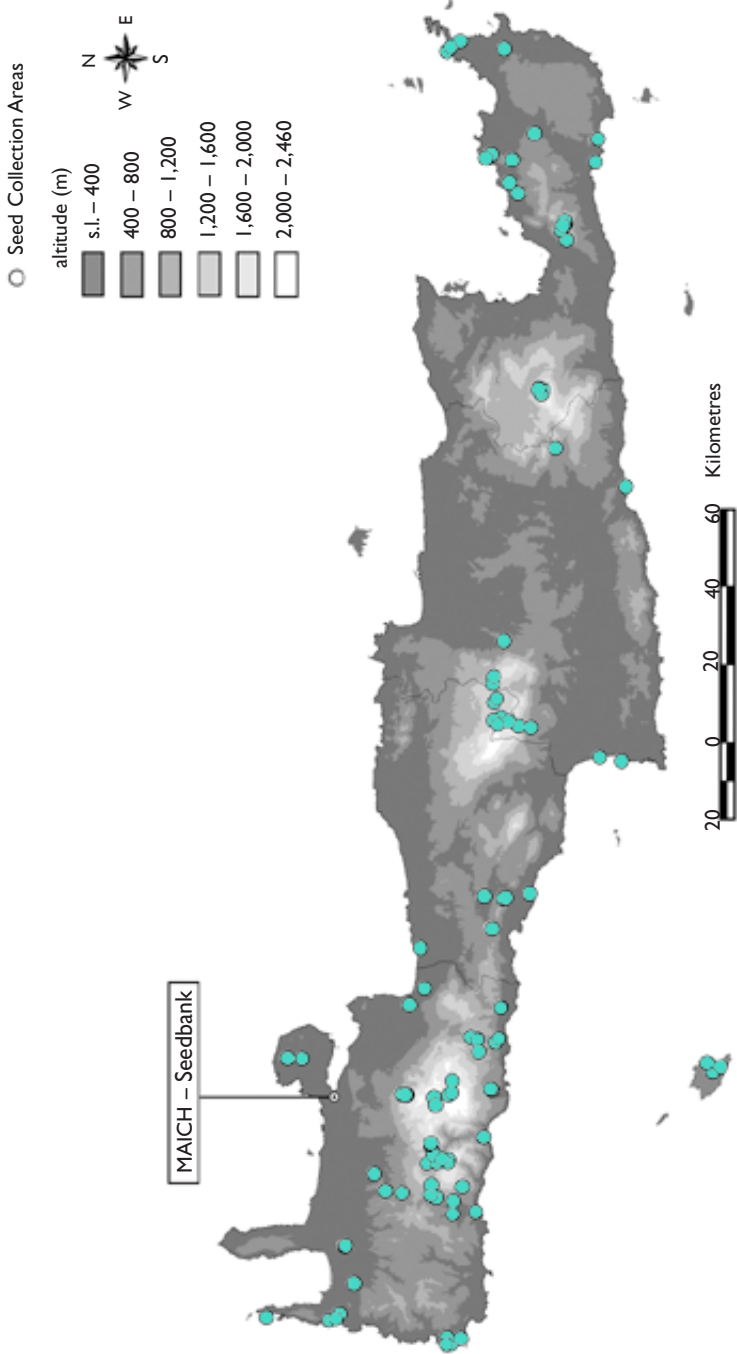 MAICH – Seedbank
Seed Collection Areas
N
W E
S
altitude (m)
s.l. – 400
400 – 800
800 – 1,200
1,200 – 1,600
1,600 – 2,000
2,000 – 2,460
20 0 20 40 60 Kilometres